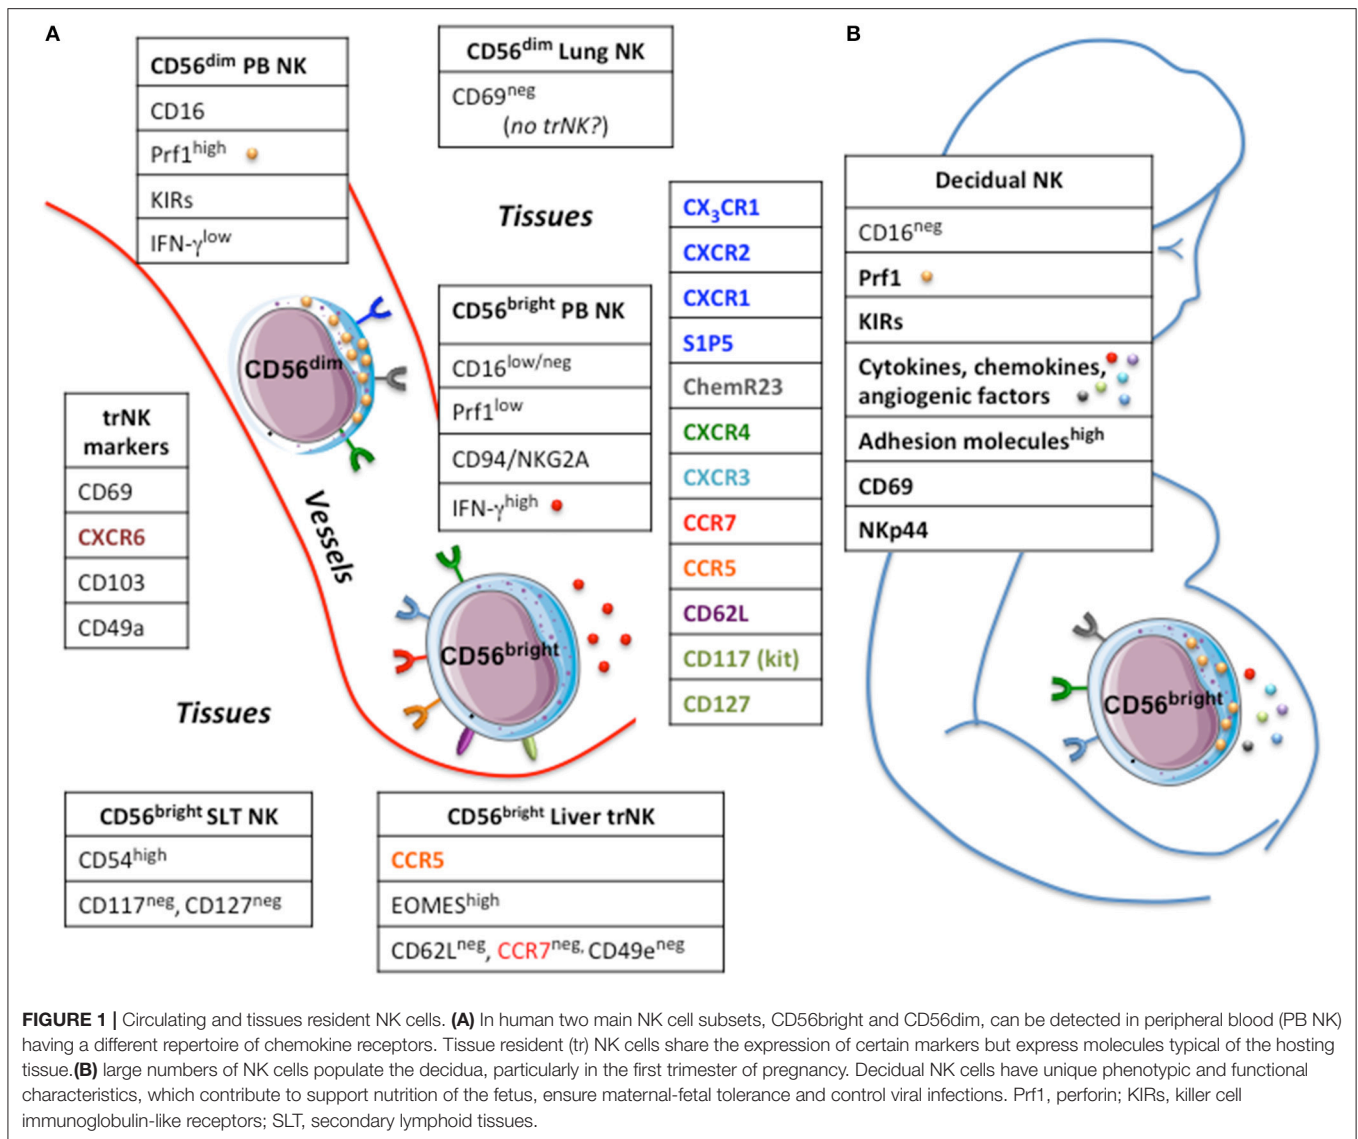 A
CD56dim PB NK
CD16
Prf1high
KIRs
IFN-γlow
CD56dim Lung NK
CD69neg
(no trNK?)
Tissues
CD56dim
CD56bright PB NK
CD16low/neg
Prf1low
CD94/NKG2A
IFN-γhigh
CX3CR1
CXCR2
CXCR1
S1P5
ChemR23
CXCR4
CXCR3
CCR7
CCR5
CD62L
CD117 (kit)
CD127
trNK
markers
CD69
CXCR6
CD103
CD49a
Vessels
CD56bright
Tissues
CD56bright SLT NK
CD54high
CD117neg, CD127neg
CD56bright Liver trNK
CCR5
EOMEShigh
CD62Lneg, CCR7neg, CD49eneg
B
Decidual NK
CD16neg
Prf1
KIRs
Cytokines, chemokines,
angiogenic factors
Adhesion moleculeshigh
CD69
NKp44
CD56bright
FIGURE 1 | Circulating and tissues resident NK cells. (A) In human two main NK cell subsets, CD56bright and CD56dim, can be detected in peripheral blood (PB NK)
having a different repertoire of chemokine receptors. Tissue resident (tr) NK cells share the expression of certain markers but express molecules typical of the hosting
tissue.(B) large numbers of NK cells populate the decidua, particularly in the first trimester of pregnancy. Decidual NK cells have unique phenotypic and functional
characteristics, which contribute to support nutrition of the fetus, ensure maternal-fetal tolerance and control viral infections. Prf1, perforin; KIRs, killer cell
immunoglobulin-like receptors; SLT, secondary lymphoid tissues.